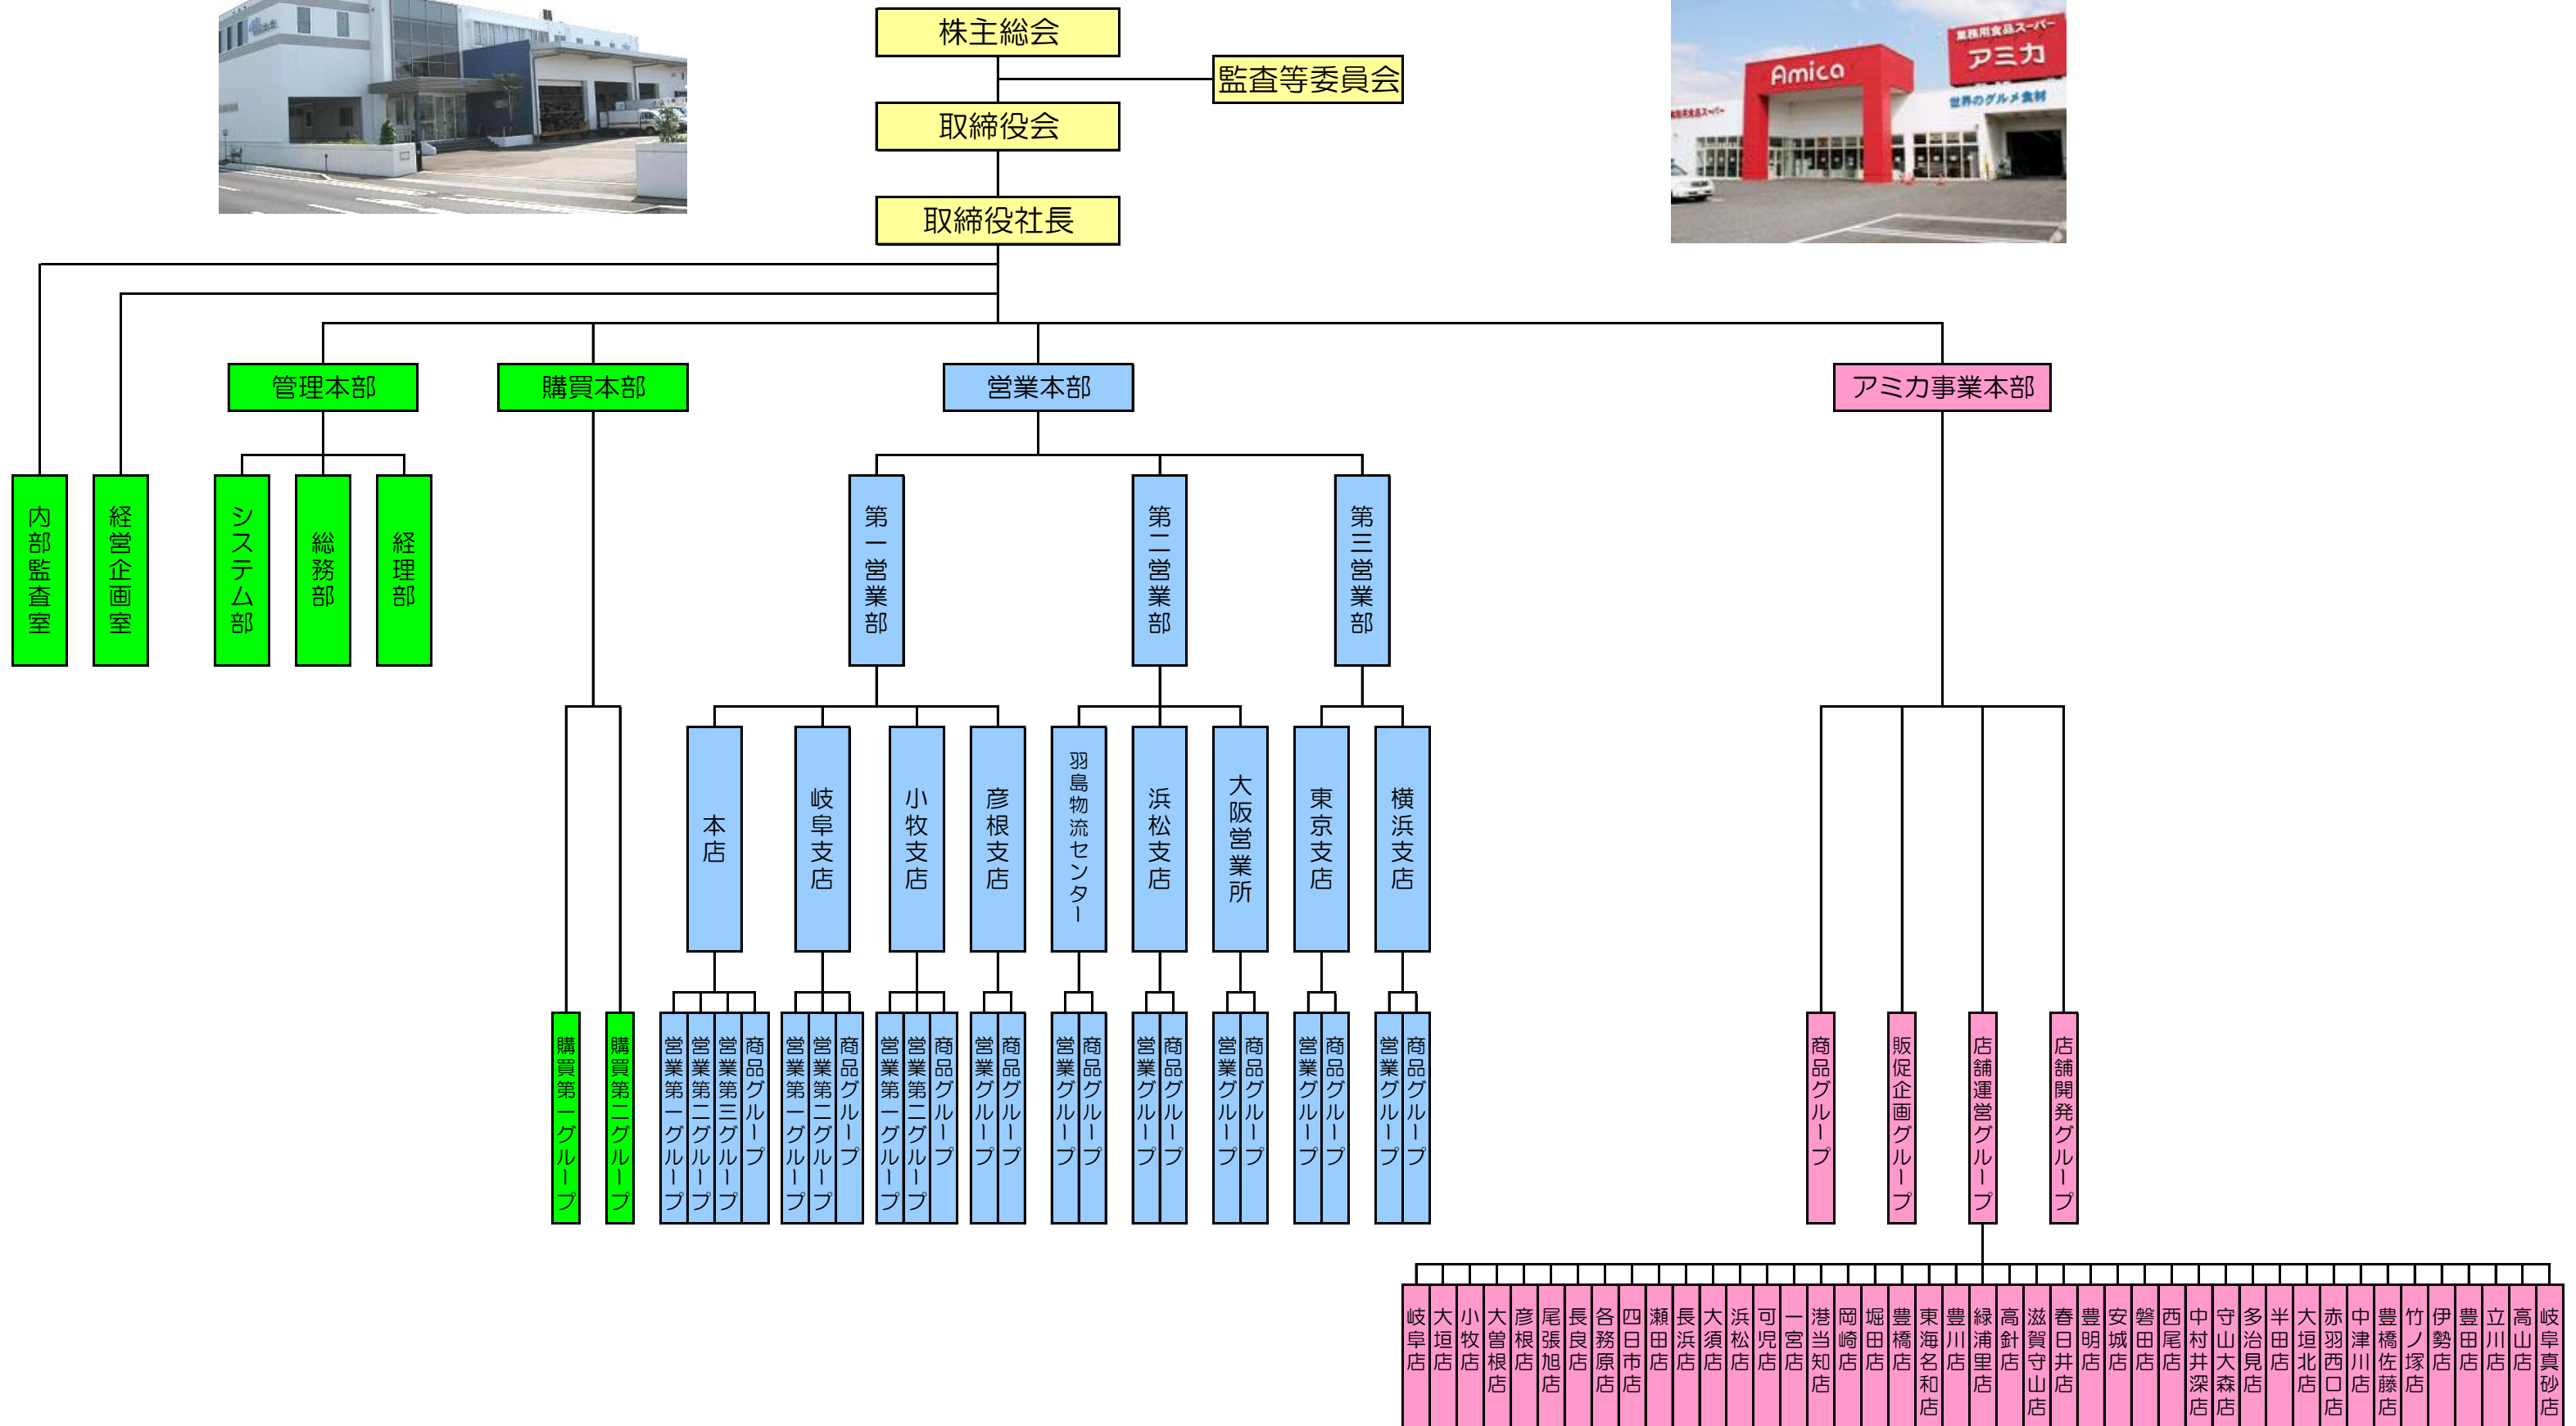 株主総会
監査等委員会
取締役会
取締役社長
Amica
業務用食品スーパー
アミカ
世界のグルメ食材
業務用食品スーパー
管理本部
購買本部
営業本部
アミカ事業本部
内部監査室
経営企画室
システム部
総務部
経理部
第一営業部
第二営業部
第三営業部
本店
岐阜支店
小牧支店
彦根支店
羽島物流センター
浜松支店
大阪営業所
東京支店
横浜支店
購買第一グループ
購買第二グループ
営業第一グループ
営業第二グループ
営業第三グループ
商品グループ
営業第一グループ
営業第二グループ
商品グループ
営業第一グループ
営業第二グループ
商品グループ
営業グループ
商品グループ
営業グループ
商品グループ
営業グループ
商品グループ
営業グループ
商品グループ
営業グループ
商品グループ
営業グループ
商品グループ
商品グループ
販促企画グループ
店舗運営グループ
店舗開発グループ
岐阜店
大垣店
小牧店
大曽根店
彦根店
尾張旭店
長良店
各務原店
四日市店
瀬田店
長浜店
大須店
浜松店
可児店
一宮店
港当知店
岡崎店
堀田店
豊橋店
東海名和店
豊川店
緑浦里店
高針店
滋賀守山店
春日井店
豊明店
安城店
磐田店
西尾店
中村井深店
守山大森店
多治見店
半田店
大垣北店
赤羽西口店
中津川店
豊橋佐藤店
竹ノ塚店
伊勢店
豊田店
立川店
高山店
岐阜真砂店